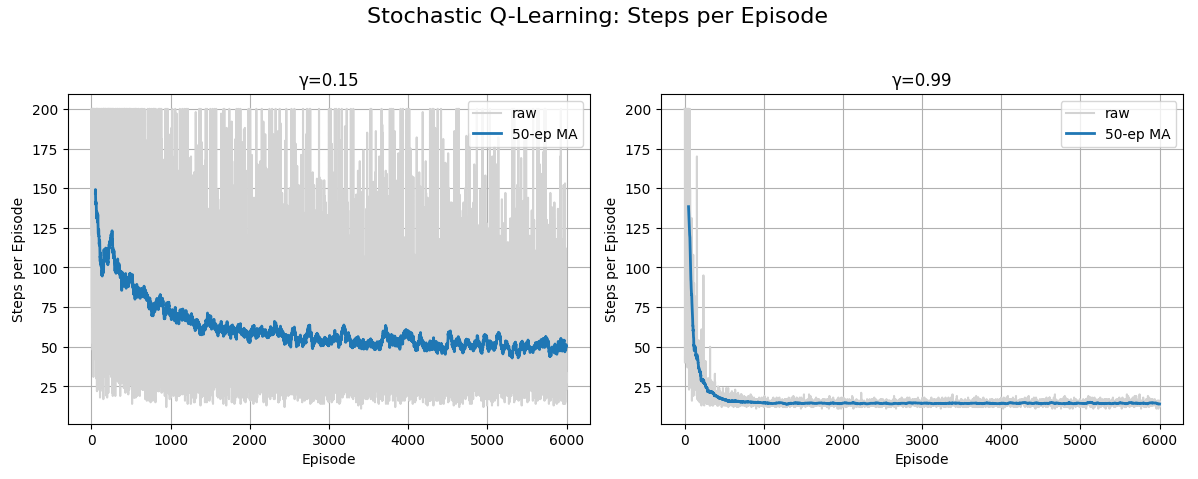 Stochastic Q-Learning: Steps per Episode
γ=0.15
200
175
150
125
100
75
50
25
Steps per Episode
raw
50-ep MA
0
1000
2000
3000
4000
5000
6000
Episode
γ=0.99
200
175
150
125
100
75
50
25
Steps per Episode
raw
50-ep MA
0
1000
2000
3000
4000
5000
6000
Episode